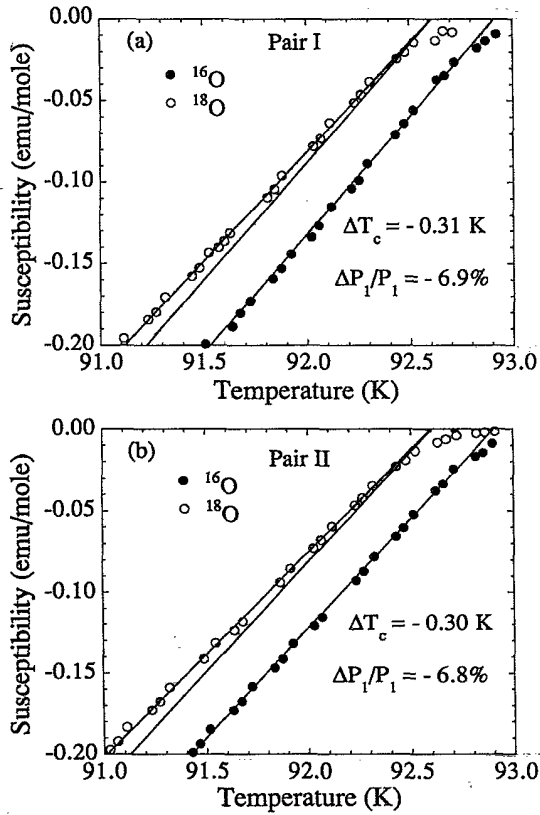 (a) Pair I
● ¹⁶O
○ ¹⁸O
ΔT_c = - 0.31 K
ΔP₁/P₁ = - 6.9%
Susceptibility (emu/mole)
0.00
-0.05
-0.10
-0.15
-0.20
91.0 91.5 92.0 92.5 93.0
Temperature (K)
(b) Pair II
● ¹⁶O
○ ¹⁸O
ΔT_c = - 0.30 K
ΔP₁/P₁ = - 6.8%
Susceptibility (emu/mole)
0.00
-0.05
-0.10
-0.15
-0.20
91.0 91.5 92.0 92.5 93.0
Temperature (K)